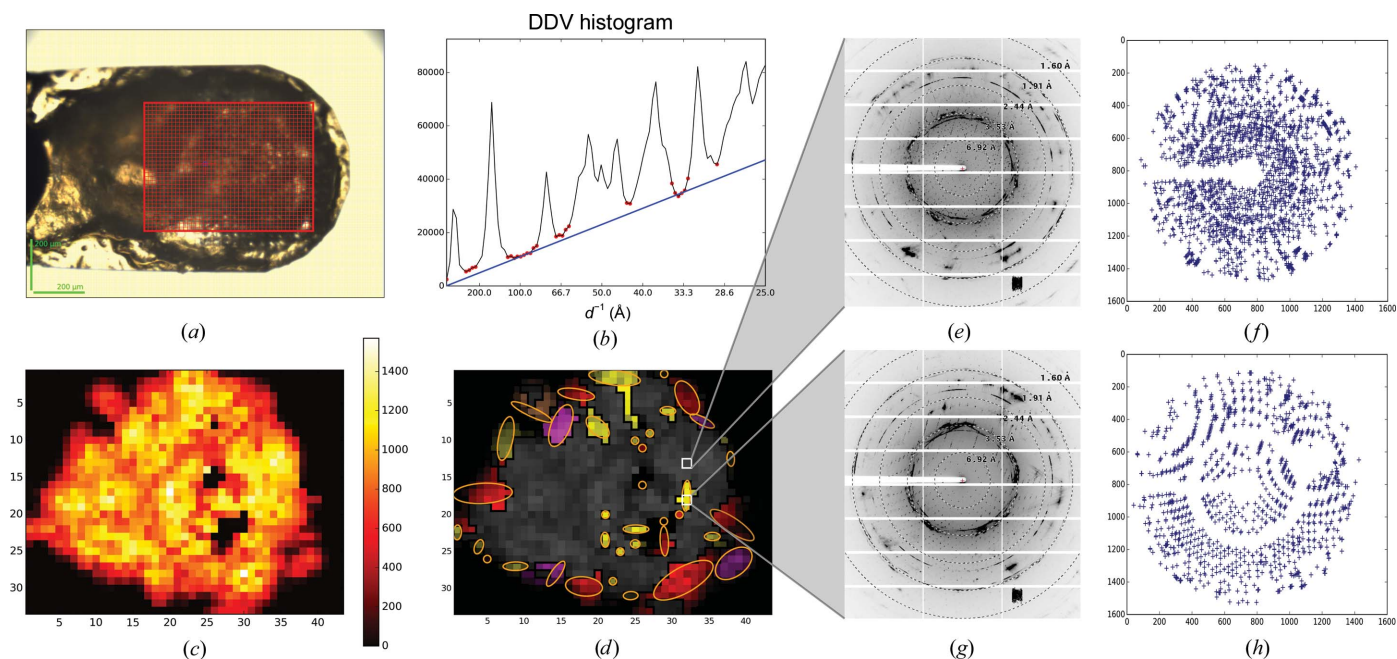 DDV histogram
200 μm
200 μm
(a)
80000
60000
40000
20000
0
200.0 100.0 66.7 50.0 40.0 33.3 28.6 25.0
d⁻¹ (Å)
(b)
1.60 Å
1.91 Å
2.44 Å
3.53 Å
6.92 Å
(e)
0
200
400
600
800
1000
1200
1400
1600
0 200 400 600 800 1000 1200 1400 1600
(f)
5
10
15
20
25
30
5 10 15 20 25 30 35 40
1400
1200
1000
800
600
400
200
0
(c)
5
10
15
20
25
30
5 10 15 20 25 30 35 40
(d)
1.60 Å
1.91 Å
2.44 Å
3.53 Å
6.92 Å
(g)
0
200
400
600
800
1000
1200
1400
1600
0 200 400 600 800 1000 1200 1400 1600
(h)